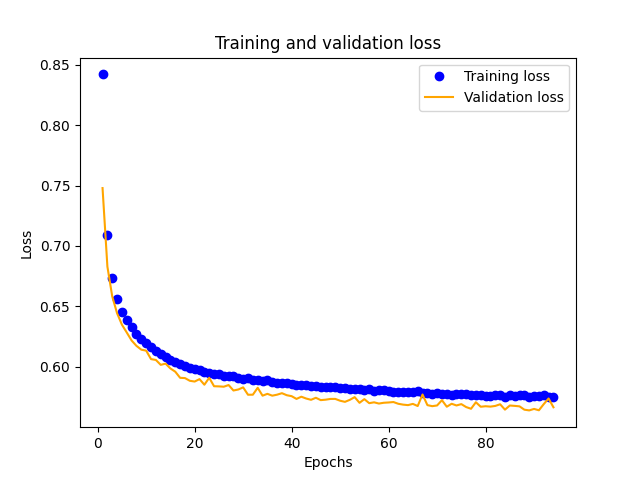 Training and validation loss
Training loss
Validation loss
Loss
0.85
0.80
0.75
0.70
0.65
0.60
0
20
40
60
80
Epochs